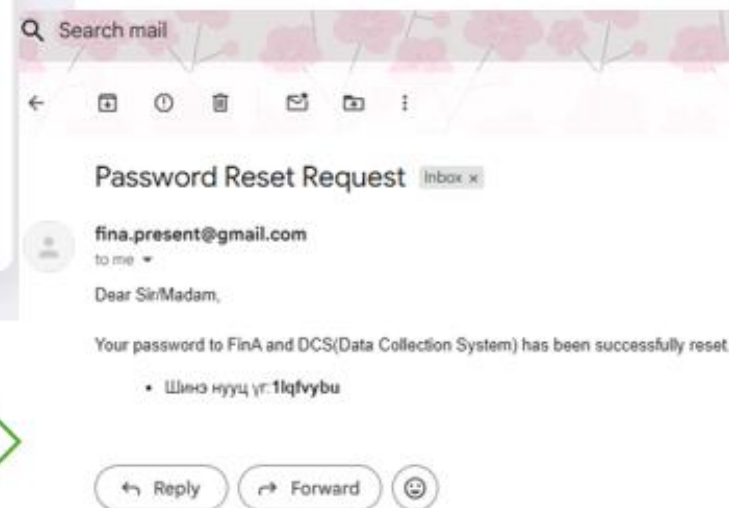 Search mail
Password Reset Request Inbox x
fina.present@gmail.com
to me
Dear Sir/Madam,
Your password to FinA and DCS(Data Collection System) has been successfully reset.
• Шинэ нууц үг:1lqfvybu
Reply Forward